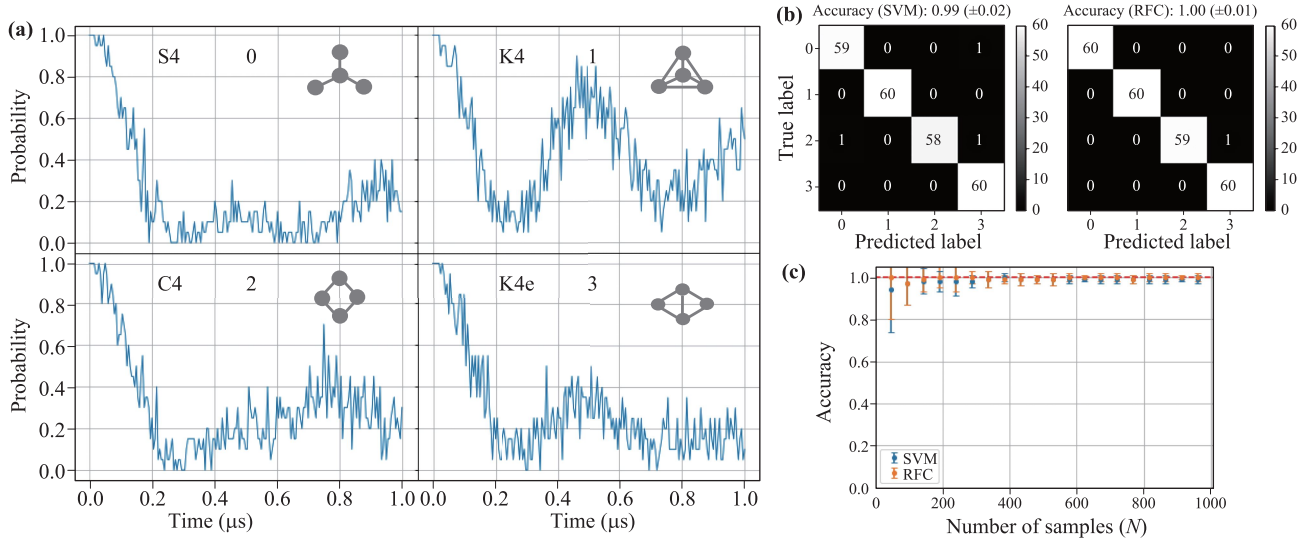 (a)
1.0
0.8
0.6
0.4
0.2
0.0
Probability
S4 0
K4 1
1.0
0.8
0.6
0.4
0.2
0.0
Probability
C4 2
K4e 3
0.0 0.2 0.4 0.6 0.8 1.0
Time (μs)
0.0 0.2 0.4 0.6 0.8 1.0
Time (μs)
(b)
Accuracy (SVM): 0.99 (±0.02)
True label
0 59 0 0 1
1 0 60 0 0
2 1 0 58 1
3 0 0 0 60
0 1 2 3
Predicted label
60
50
40
30
20
10
0
Accuracy (RFC): 1.00 (±0.01)
60 0 0 0
0 60 0 0
0 0 59 1
0 0 0 60
0 1 2 3
Predicted label
60
50
40
30
20
10
0
(c)
1.0
0.8
0.6
0.4
0.2
0.0
Accuracy
SVM
RFC
0 200 400 600 800 1000
Number of samples (N)